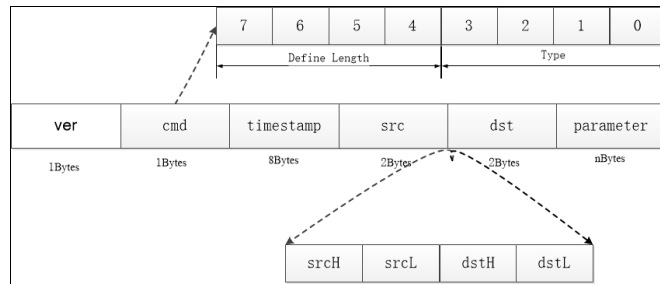 7 6 5 4 3 2 1 0
Define Length Type
ver cmd timestamp src dst parameter
1Bytes 1Bytes 8Bytes 2Bytes 2Bytes nBytes
srcH srcL dstH dstL